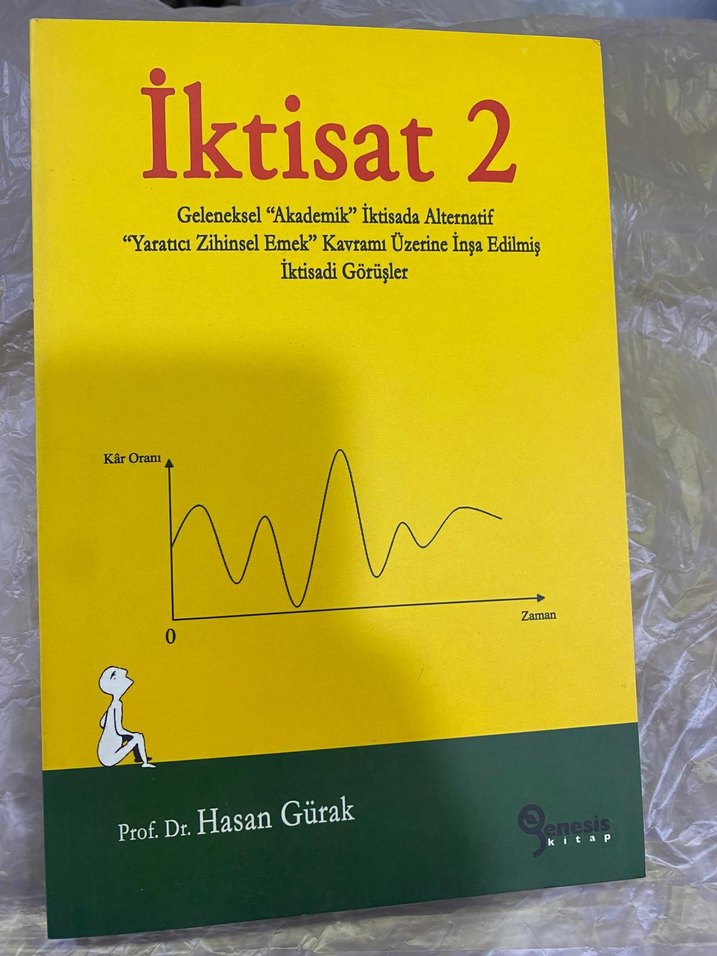 İktisat 2
Geleneksel “Akademik” İktisada Alternatif
“Yaratıcı Zihinsel Emek” Kavramı Üzerine İnşa Edilmiş
İktisadi Görüşler
Kâr Oranı
0
Zaman
Prof. Dr. Hasan Gürak
Genesis
kitap